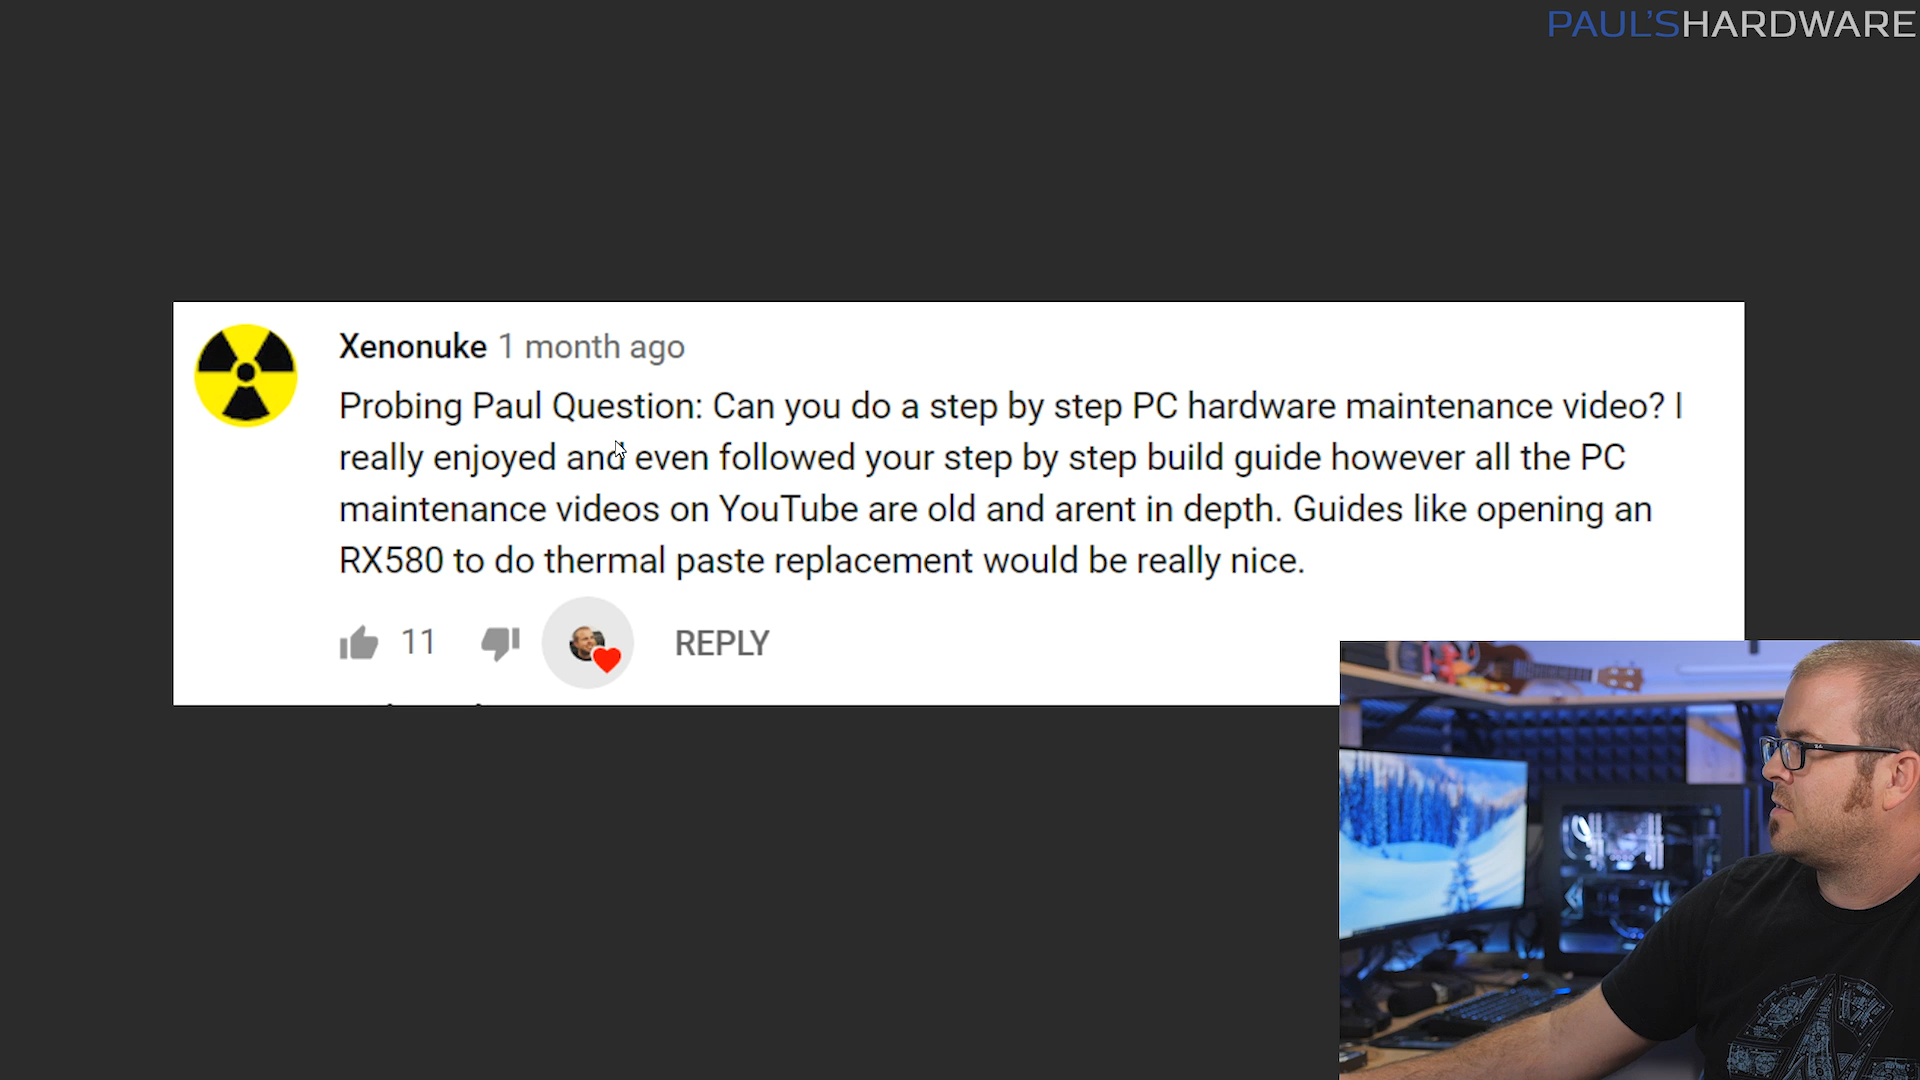 PAUL'SHARDWARE
Xenonuke 1 month ago
Probing Paul Question: Can you do a step by step PC hardware maintenance video? I
really enjoyed and even followed your step by step build guide however all the PC
maintenance videos on YouTube are old and arent in depth. Guides like opening an
RX580 to do thermal paste replacement would be really nice.
11 REPLY